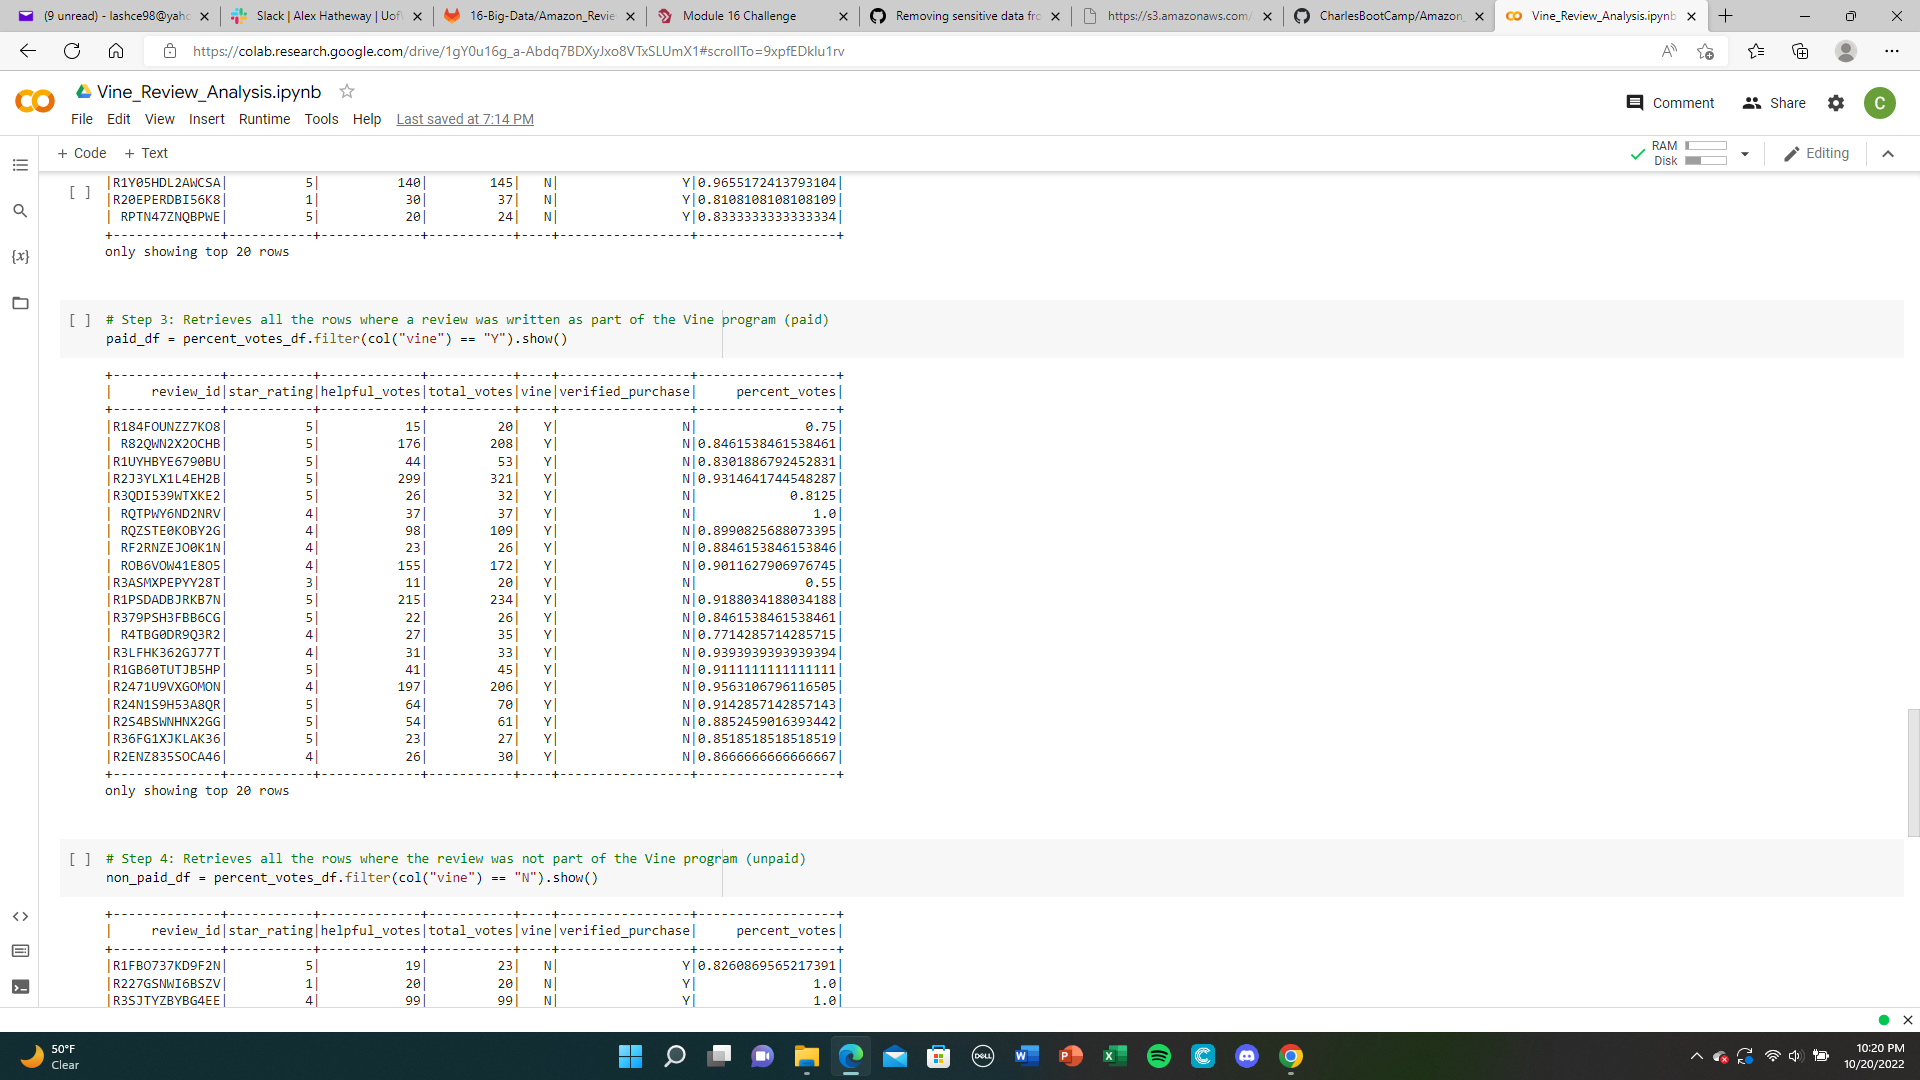 (9 unread) - lashce98@yahc
Slack | Alex Hatheway | Uof
16-Big-Data/Amazon_Revie
Module 16 Challenge
Removing sensitive data fro
https://s3.amazonaws.com/
CharlesBootCamp/Amazon_
Vine_Review_Analysis.ipynb
https://colab.research.google.com/drive/1gY0u16g_a-Abdq7BDXyJxo8VTxSLUmX1#scrollTo=9xpfEDkIu1rv
Vine_Review_Analysis.ipynb
File Edit View Insert Runtime Tools Help Last saved at 7:14 PM
Comment Share C
+ Code + Text
RAM
Disk
Editing
[ ]
|R1Y05HDL2AWCSA| 5| 140| 145| N| Y|0.9655172413793104|
|R20EPERDBI56K8| 1| 30| 37| N| Y|0.8108108108108109|
| RPTN47ZNQBPWE| 5| 20| 24| N| Y|0.8333333333333334|
+--------------+-----------+-------------+-----------+----+-----------------+------------------+
only showing top 20 rows
[ ] # Step 3: Retrieves all the rows where a review was written as part of the Vine program (paid)
paid_df = percent_votes_df.filter(col("vine") == "Y").show()
+--------------+-----------+-------------+-----------+----+-----------------+------------------+
| review_id|star_rating|helpful_votes|total_votes|vine|verified_purchase| percent_votes|
+--------------+-----------+-------------+-----------+----+-----------------+------------------+
|R184FOUNZZ7KO8| 5| 15| 20| Y| N| 0.75|
| R82QWN2X2OCHB| 5| 176| 208| Y| N|0.8461538461538461|
|R1UYHBYE6790BU| 5| 44| 53| Y| N|0.8301886792452831|
|R2J3YLX1L4EH2B| 5| 299| 321| Y| N|0.9314641744548287|
|R3QDI539WTXKE2| 5| 26| 32| Y| N| 0.8125|
| RQTPWY6ND2NRV| 4| 37| 37| Y| N| 1.0|
| RQZSTE0KOBY2G| 4| 98| 109| Y| N|0.8990825688073395|
| RF2RNZEJO0K1N| 4| 23| 26| Y| N|0.8846153846153846|
| ROB6VOW41E8O5| 4| 155| 172| Y| N|0.9011627906976745|
|R3ASMXPEPYY28T| 3| 11| 20| Y| N| 0.55|
|R1PSDADBJRKB7N| 5| 215| 234| Y| N|0.9188034188034188|
|R379PSH3FBB6CG| 5| 22| 26| Y| N|0.8461538461538461|
| R4TBG0DR9Q3R2| 4| 27| 35| Y| N|0.7714285714285715|
|R3LFHK362GJ77T| 4| 31| 33| Y| N|0.9393939393939394|
|R1GB60TUTJB5HP| 5| 41| 45| Y| N|0.9111111111111111|
|R2471U9VXGOMON| 4| 197| 206| Y| N|0.9563106796116505|
|R24N1S9H53A8QR| 5| 64| 70| Y| N|0.9142857142857143|
|R2S4BSWNHNX2GG| 5| 54| 61| Y| N|0.8852459016393442|
|R36FG1XJKLAK36| 5| 23| 27| Y| N|0.8518518518518519|
|R2ENZ835SOCA46| 4| 26| 30| Y| N|0.8666666666666667|
+--------------+-----------+-------------+-----------+----+-----------------+------------------+
only showing top 20 rows
[ ] # Step 4: Retrieves all the rows where the review was not part of the Vine program (unpaid)
non_paid_df = percent_votes_df.filter(col("vine") == "N").show()
+--------------+-----------+-------------+-----------+----+-----------------+------------------+
| review_id|star_rating|helpful_votes|total_votes|vine|verified_purchase| percent_votes|
+--------------+-----------+-------------+-----------+----+-----------------+------------------+
|R1FBO737KD9F2N| 5| 19| 23| N| Y|0.8260869565217391|
|R227GSNWI6BSZV| 1| 20| 20| N| Y| 1.0|
|R3SJTYZBYBG4EE| 4| 99| 99| N| Y| 1.0|
50°F
Clear
10:20 PM
10/20/2022